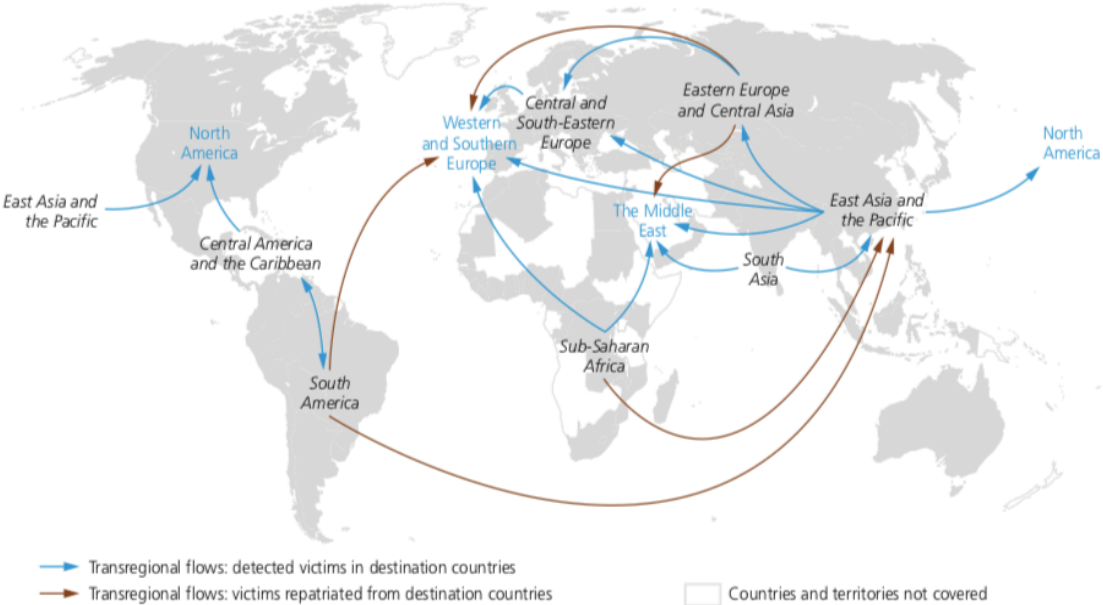 Eastern Europe
and Central Asia
Central and
South-Eastern
Europe
Western
and Southern
Europe
North
America
North
America
East Asia and
the Pacific
East Asia and
the Pacific
The Middle
East
Central America
and the Caribbean
South
Asia
Sub-Saharan
Africa
South
America
Transregional flows: detected victims in destination countries
Transregional flows: victims repatriated from destination countries
Countries and territories not covered